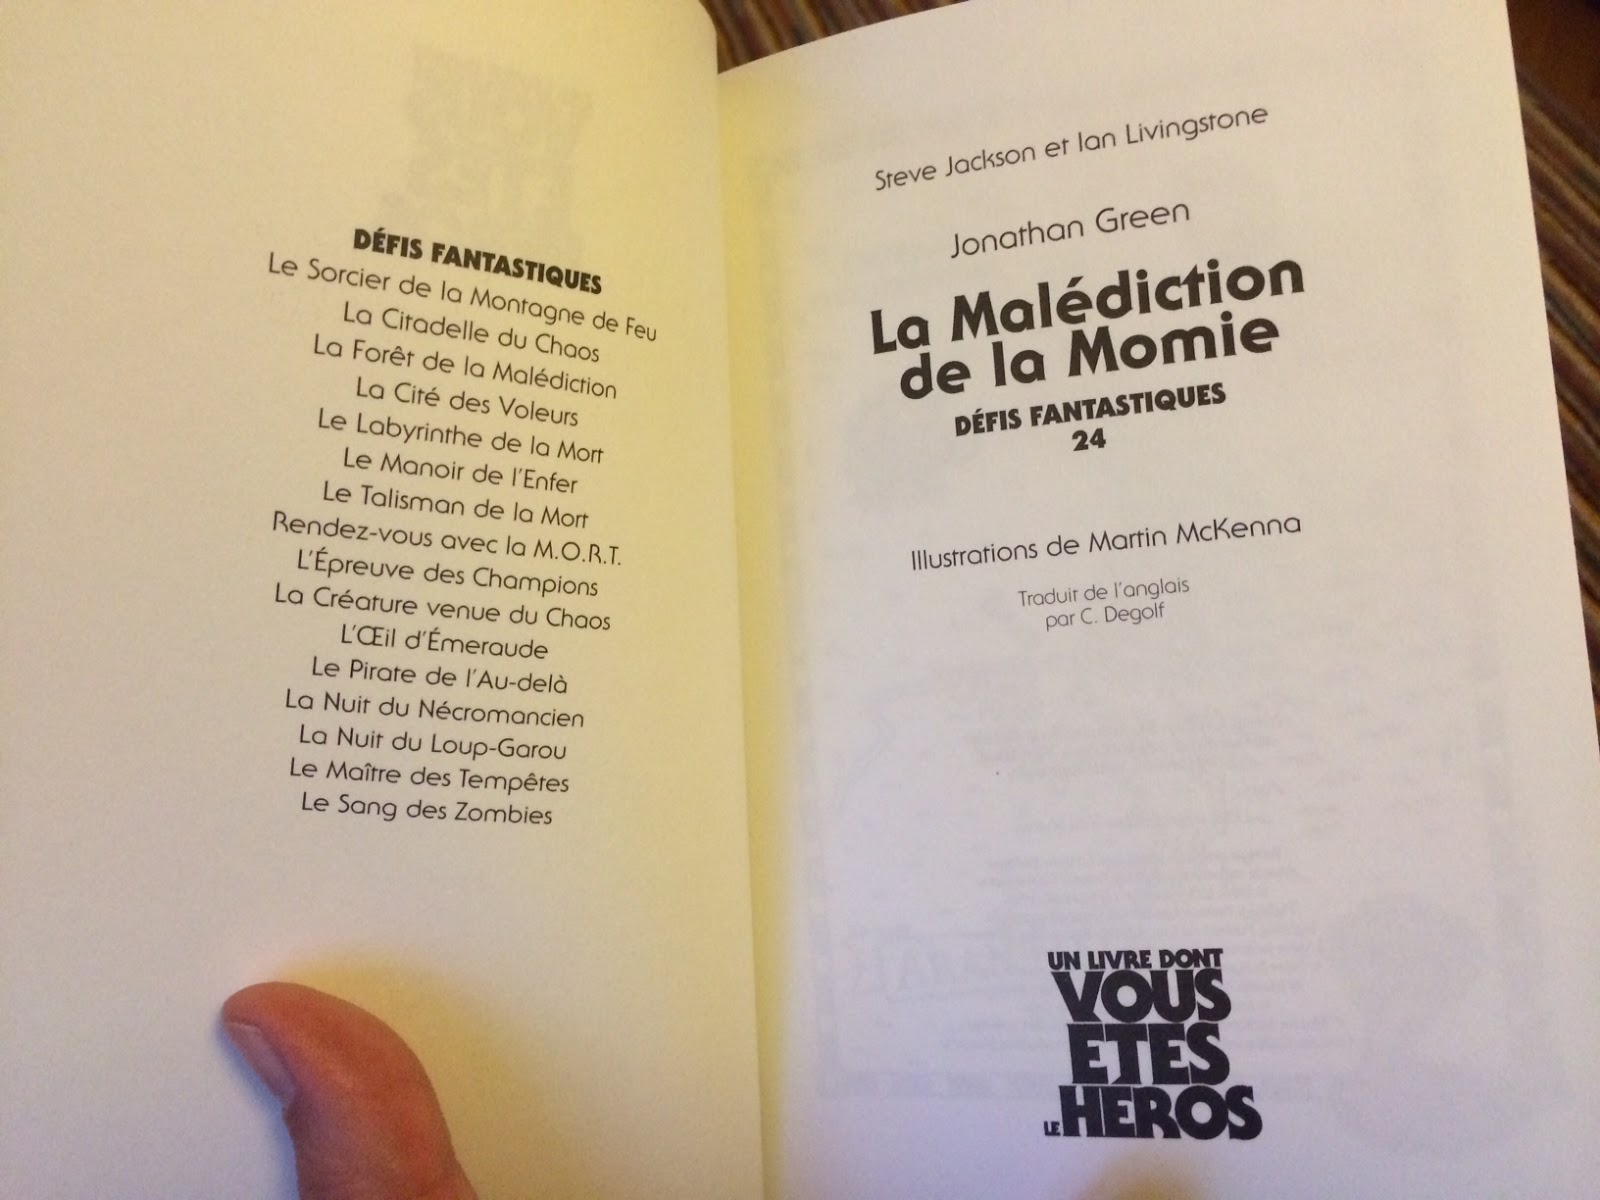 DÉFIS FANTASTIQUES
Le Sorcier de la Montagne de Feu
La Citadelle du Chaos
La Forêt de la Malédiction
La Cité des Voleurs
Le Labyrinthe de la Mort
Le Manoir de l'Enfer
Le Talisman de la Mort
Rendez-vous avec la M.O.R.T.
L'Épreuve des Champions
La Créature venue du Chaos
L'Œil d'Émeraude
Le Pirate de l'Au-delà
La Nuit du Nécromancien
La Nuit du Loup-Garou
Le Maître des Tempêtes
Le Sang des Zombies
Steve Jackson et Ian Livingstone
Jonathan Green
La Malédiction
de la Momie
DÉFIS FANTASTIQUES
24
Illustrations de Martin McKenna
Traduit de l'anglais
par C. Degolf
UN LIVRE DONT
VOUS
ETES
LE HEROS